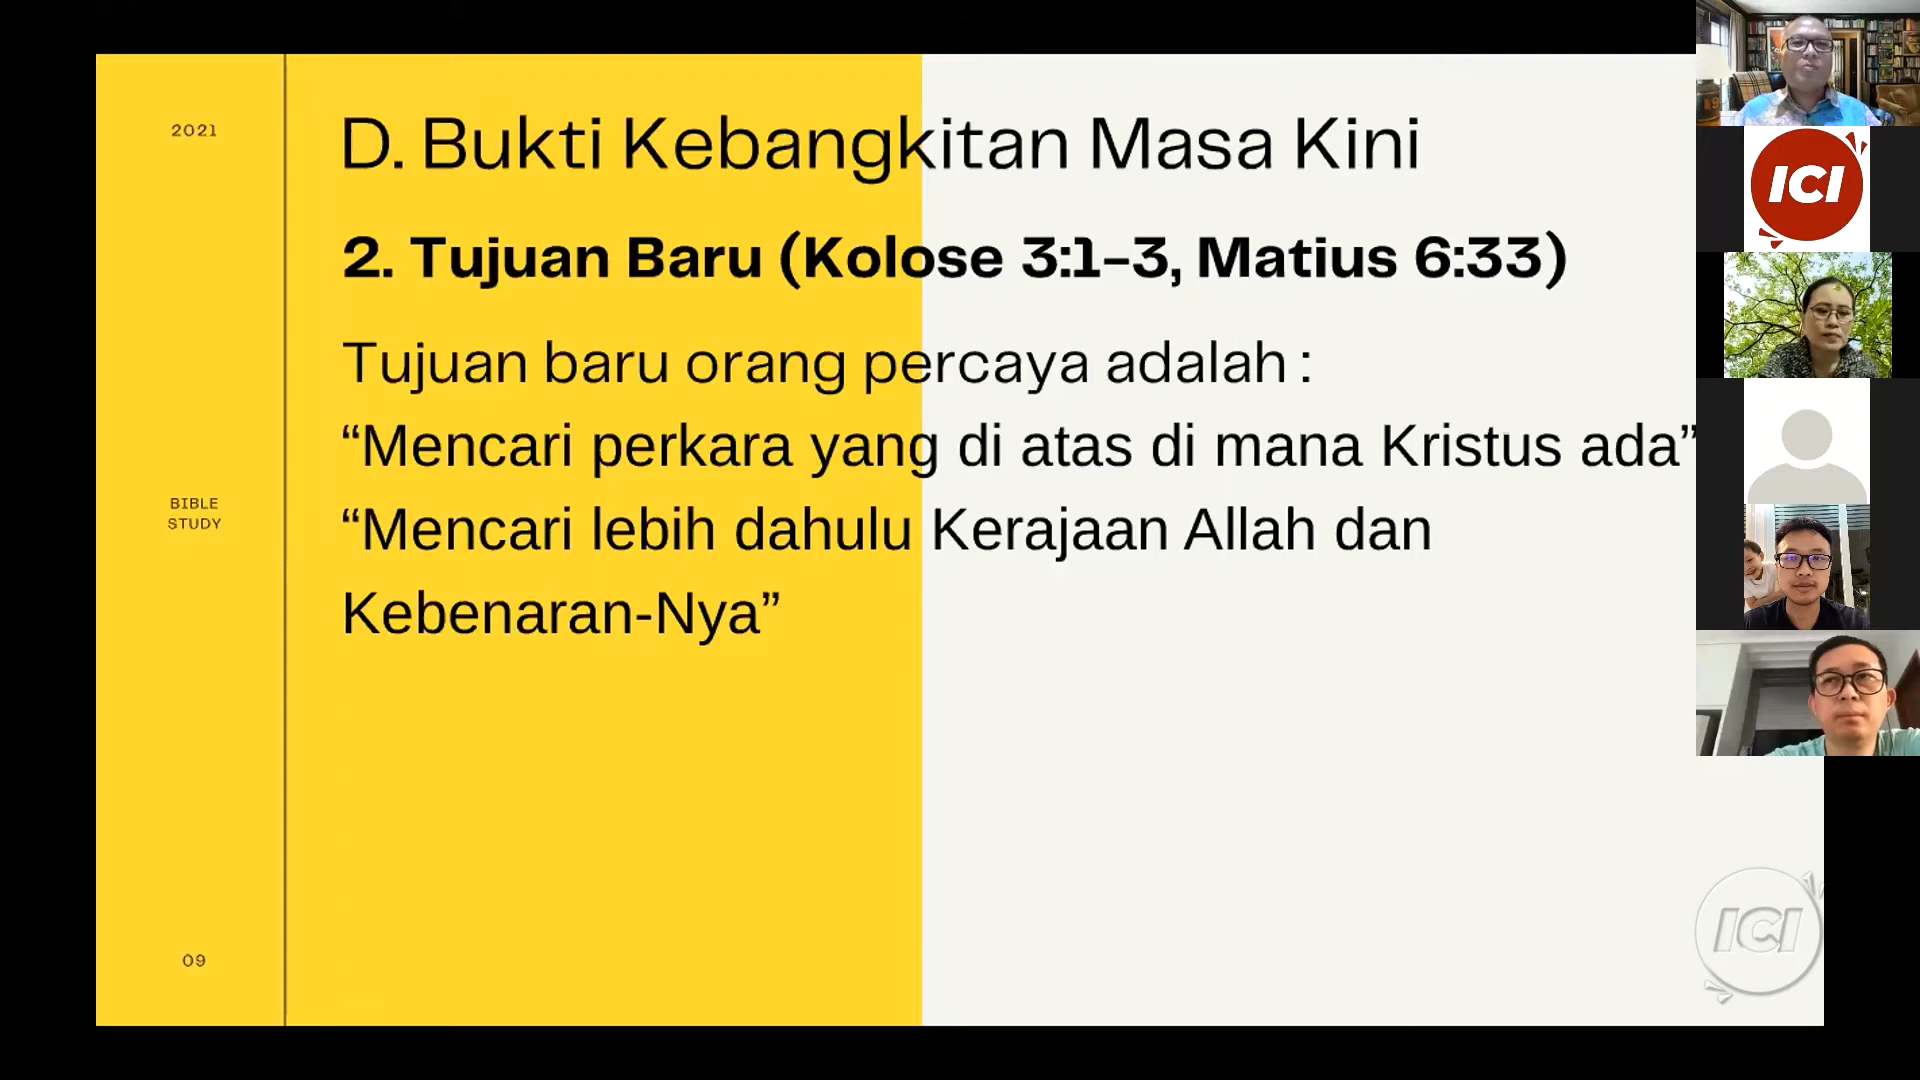 2021
D. Bukti Kebangkitan Masa Kini
2. Tujuan Baru (Kolose 3:1-3, Matius 6:33)
Tujuan baru orang percaya adalah :
“Mencari perkara yang di atas di mana Kristus ada”
“Mencari lebih dahulu Kerajaan Allah dan
Kebenaran-Nya”
BIBLE
STUDY
09
ICI
ICI